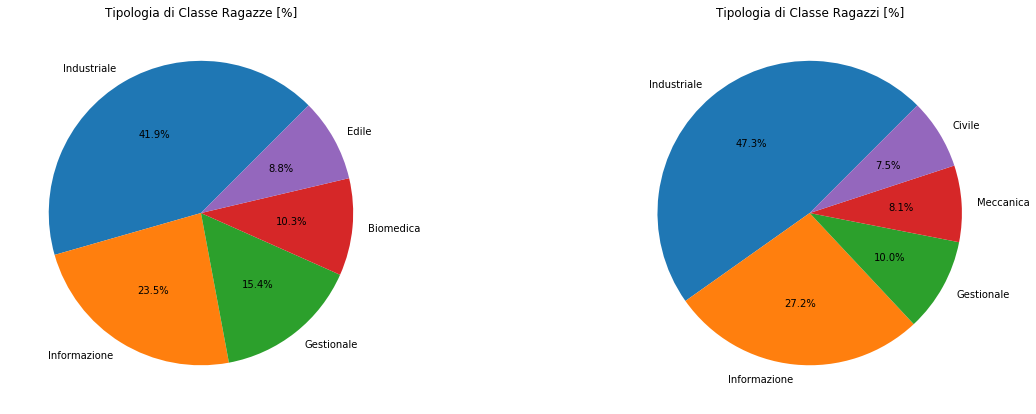 Tipologia di Classe Ragazze [%]
Industriale
41.9%
Edile
8.8%
10.3%
Biomedica
15.4%
23.5%
Gestionale
Informazione
Tipologia di Classe Ragazzi [%]
Industriale
47.3%
Civile
7.5%
Meccanica
8.1%
10.0%
Gestionale
27.2%
Informazione